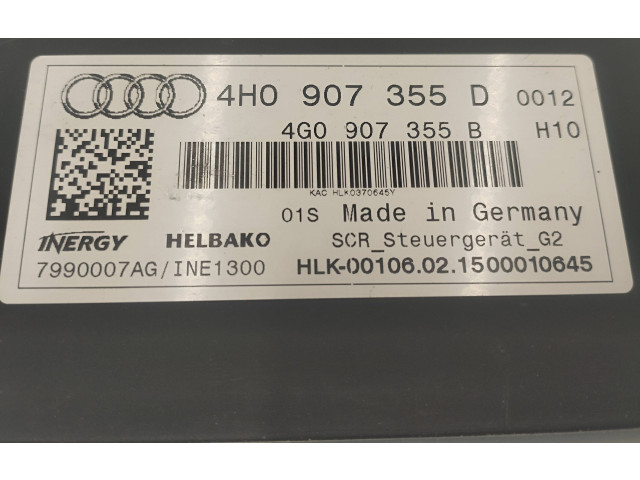 4H0 907 355 D 0012
4G0 907 355 B H10
KAC HLK0370645Y
01S Made in Germany
INERGY HELBAKO SCR_Steuergerät_G2
7990007AG/INE1300 HLK-00106.02.1500010645